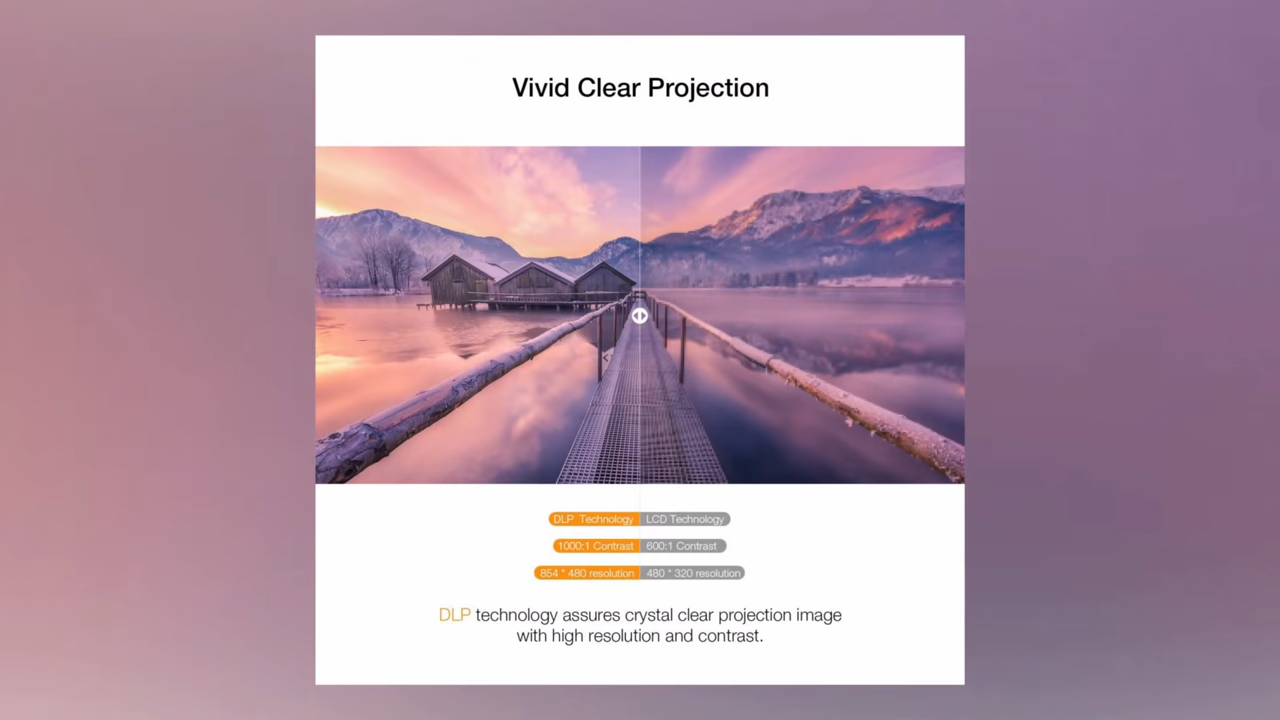 Vivid Clear Projection
DLP Technology LCD Technology
1000:1 Contrast 600:1 Contrast
854 * 480 resolution 480 * 320 resolution
DLP technology assures crystal clear projection image
with high resolution and contrast.